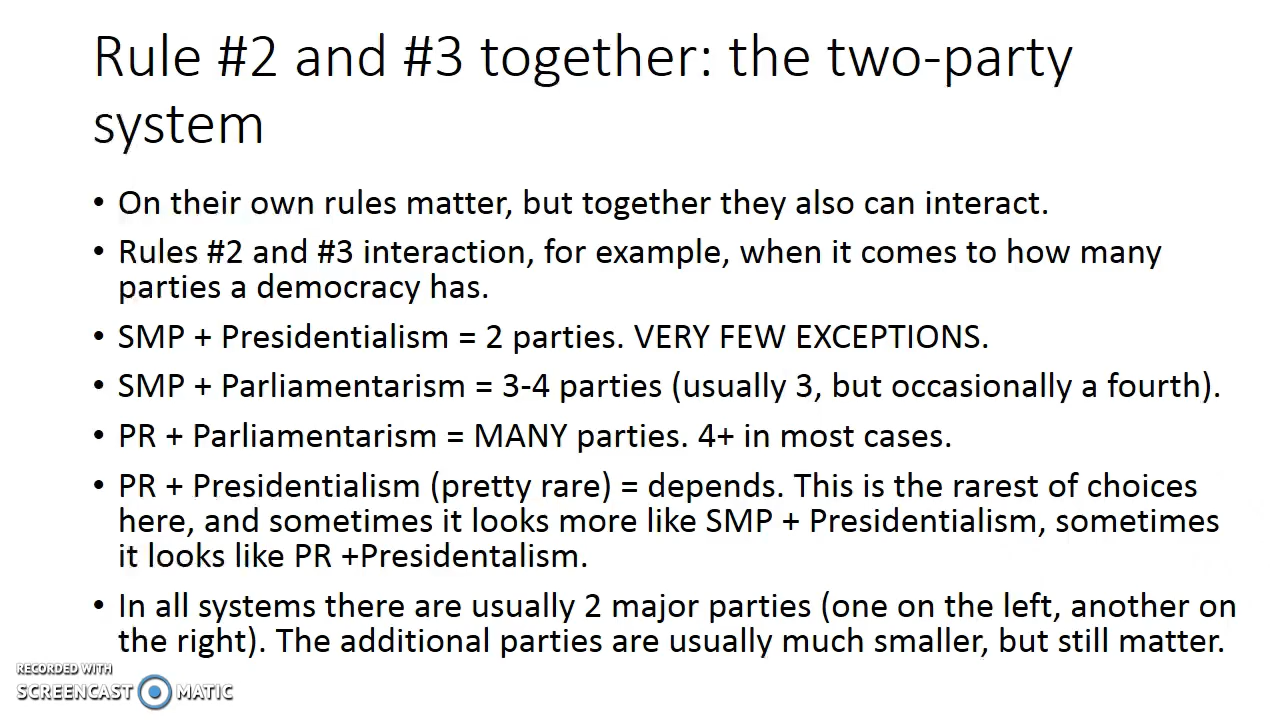 Rule #2 and #3 together: the two-party
system
• On their own rules matter, but together they also can interact.
• Rules #2 and #3 interaction, for example, when it comes to how many
parties a democracy has.
• SMP + Presidentialism = 2 parties. VERY FEW EXCEPTIONS.
• SMP + Parliamentarism = 3-4 parties (usually 3, but occasionally a fourth).
• PR + Parliamentarism = MANY parties. 4+ in most cases.
• PR + Presidentialism (pretty rare) = depends. This is the rarest of choices
here, and sometimes it looks more like SMP + Presidentialism, sometimes
it looks like PR +Presidentalism.
• In all systems there are usually 2 major parties (one on the left, another on
the right). The additional parties are usually much smaller, but still matter.
RECORDED WITH
SCREENCAST MATIC